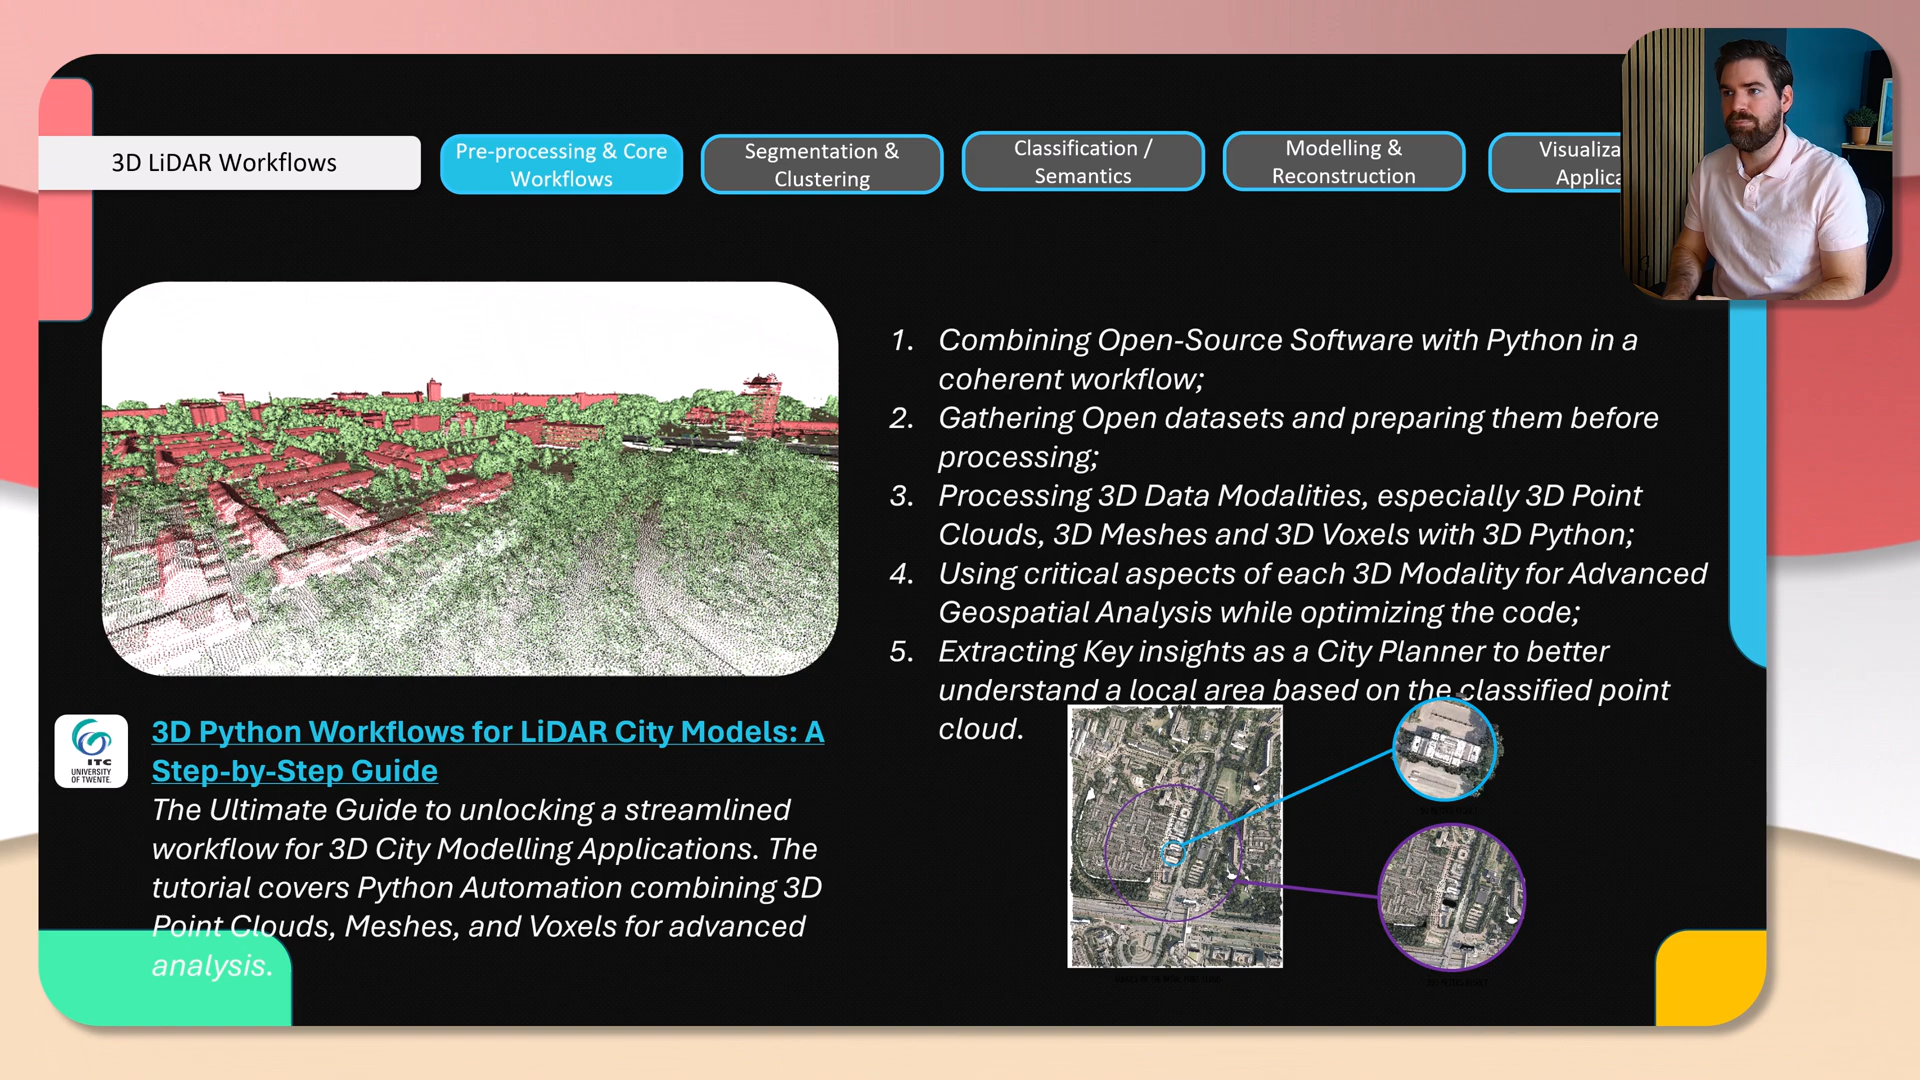 3D LiDAR Workflows
Pre-processing & Core
Workflows
Segmentation &
Clustering
Classification /
Semantics
Modelling &
Reconstruction
1. Combining Open-Source Software with Python in a
coherent workflow;
2. Gathering Open datasets and preparing them before
processing;
3. Processing 3D Data Modalities, especially 3D Point
Clouds, 3D Meshes and 3D Voxels with 3D Python;
4. Using critical aspects of each 3D Modality for Advanced
Geospatial Analysis while optimizing the code;
5. Extracting Key insights as a City Planner to better
understand a local area based on the classified point
cloud.
ITC
UNIVERSITY
OF TWENTE.
3D Python Workflows for LiDAR City Models: A
Step-by-Step Guide
The Ultimate Guide to unlocking a streamlined
workflow for 3D City Modelling Applications. The
tutorial covers Python Automation combining 3D
Point Clouds, Meshes, and Voxels for advanced
analysis.